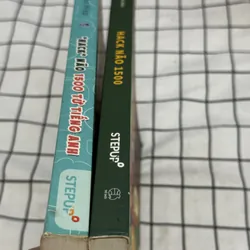 HACK NÃO 1500 TỪ TIẾNG ANH
STEPUP
HACK NÃO 1500
STEPUP